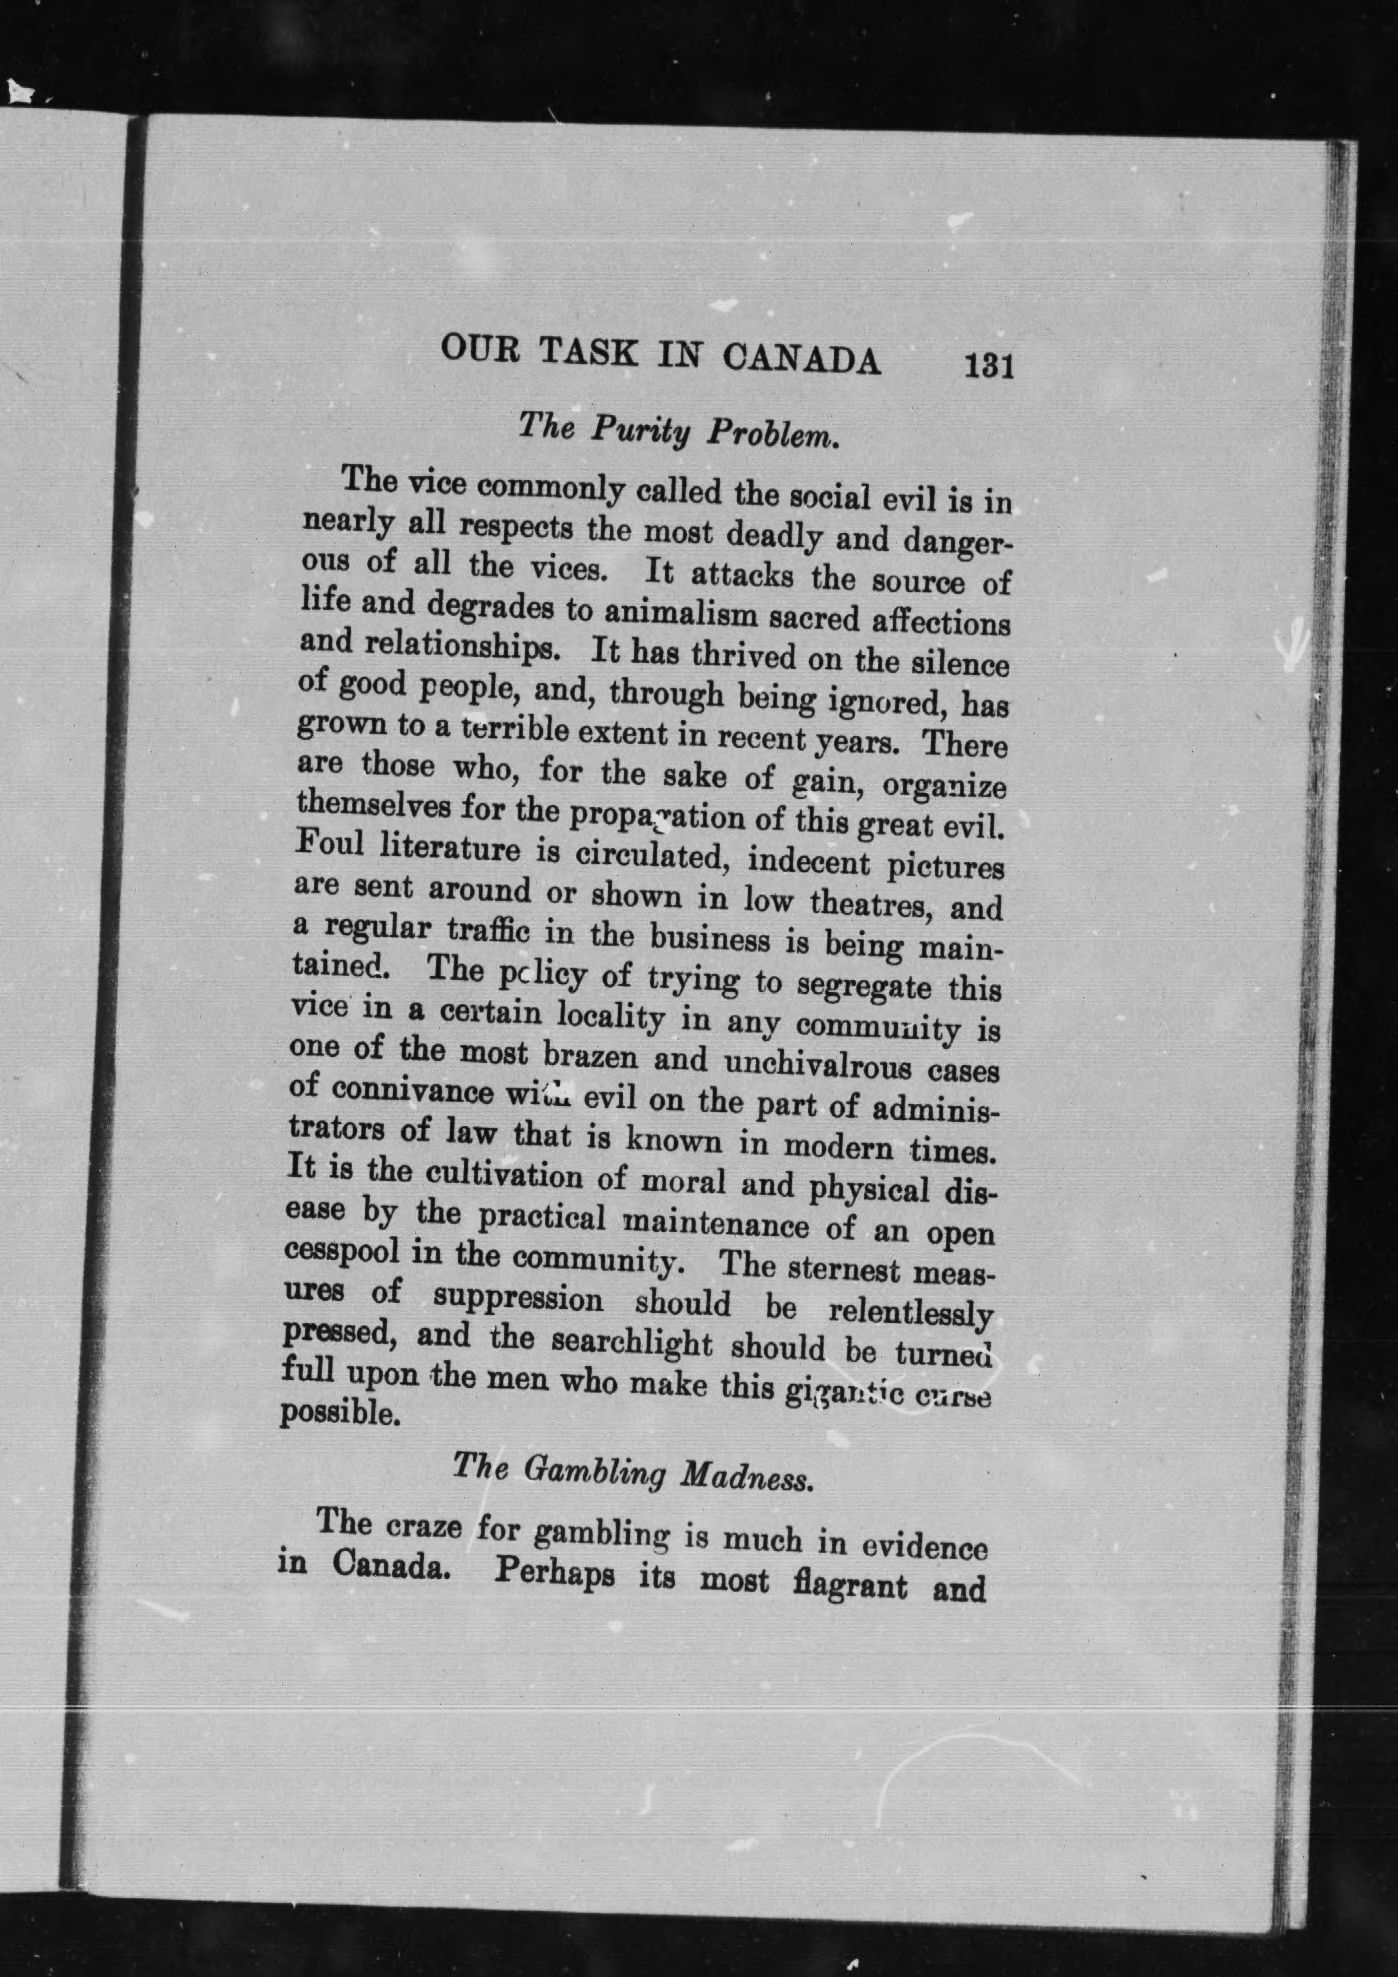 OUR TASK IN CANADA 131
The Purity Problem.
The vice commonly called the social evil is in
nearly all respects the most deadly and danger-
ous of all the vices. It attacks the source of
life and degrades to animalism sacred affections
and relationships. It has thrived on the silence
of good people, and, through being ignored, has
grown to a terrible extent in recent years. There
are those who, for the sake of gain, organize
themselves for the propagation of this great evil.
Foul literature is circulated, indecent pictures
are sent around or shown in low theatres, and
a regular traffic in the business is being main-
tained. The policy of trying to segregate this
vice in a certain locality in any community is
one of the most brazen and unchivalrous cases
of connivance with evil on the part of adminis-
trators of law that is known in modern times.
It is the cultivation of moral and physical dis-
ease by the practical maintenance of an open
cesspool in the community. The sternest meas-
ures of suppression should be relentlessly
pressed, and the searchlight should be turned
full upon the men who make this gigantic curse
possible.
The Gambling Madness.
The craze for gambling is much in evidence
in Canada. Perhaps its most flagrant and